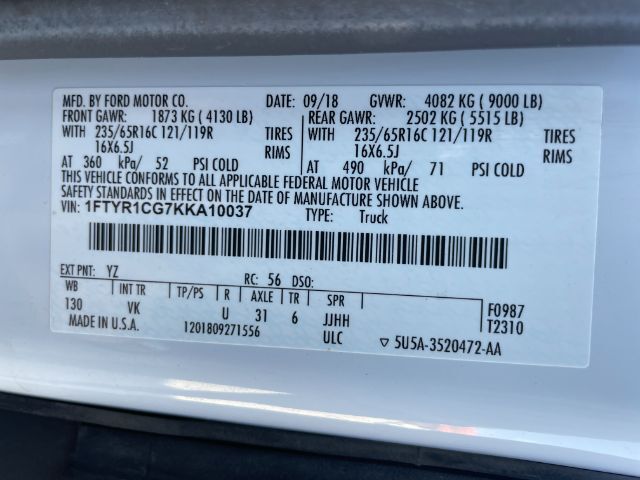 MFD. BY FORD MOTOR CO. DATE: 09/18 GVWR: 4082 KG ( 9000 LB)
FRONT GAWR: 1873 KG ( 4130 LB) REAR GAWR: 2502 KG ( 5515 LB)
WITH 235/65R16C 121/119R TIRES WITH 235/65R16C 121/119R TIRES
16X6.5J RIMS 16X6.5J RIMS
AT 360 kPa/ 52 PSI COLD AT 490 kPa/ 71 PSI COLD
THIS VEHICLE CONFORMS TO ALL APPLICABLE FEDERAL MOTOR VEHICLE
SAFETY STANDARDS IN EFFECT ON THE DATE OF MANUFACTURE SHOWN ABOVE.
VIN: 1FTYR1CG7KKA10037 TYPE: Truck
EXT PNT: YZ RC: 56 DSO:
WB INT TR TP/PS R AXLE TR SPR F0987
130 VK U 31 6 JJHH T2310
MADE IN U.S.A. 1201809271556 ULC ▽ 5U5A-3520472-AA